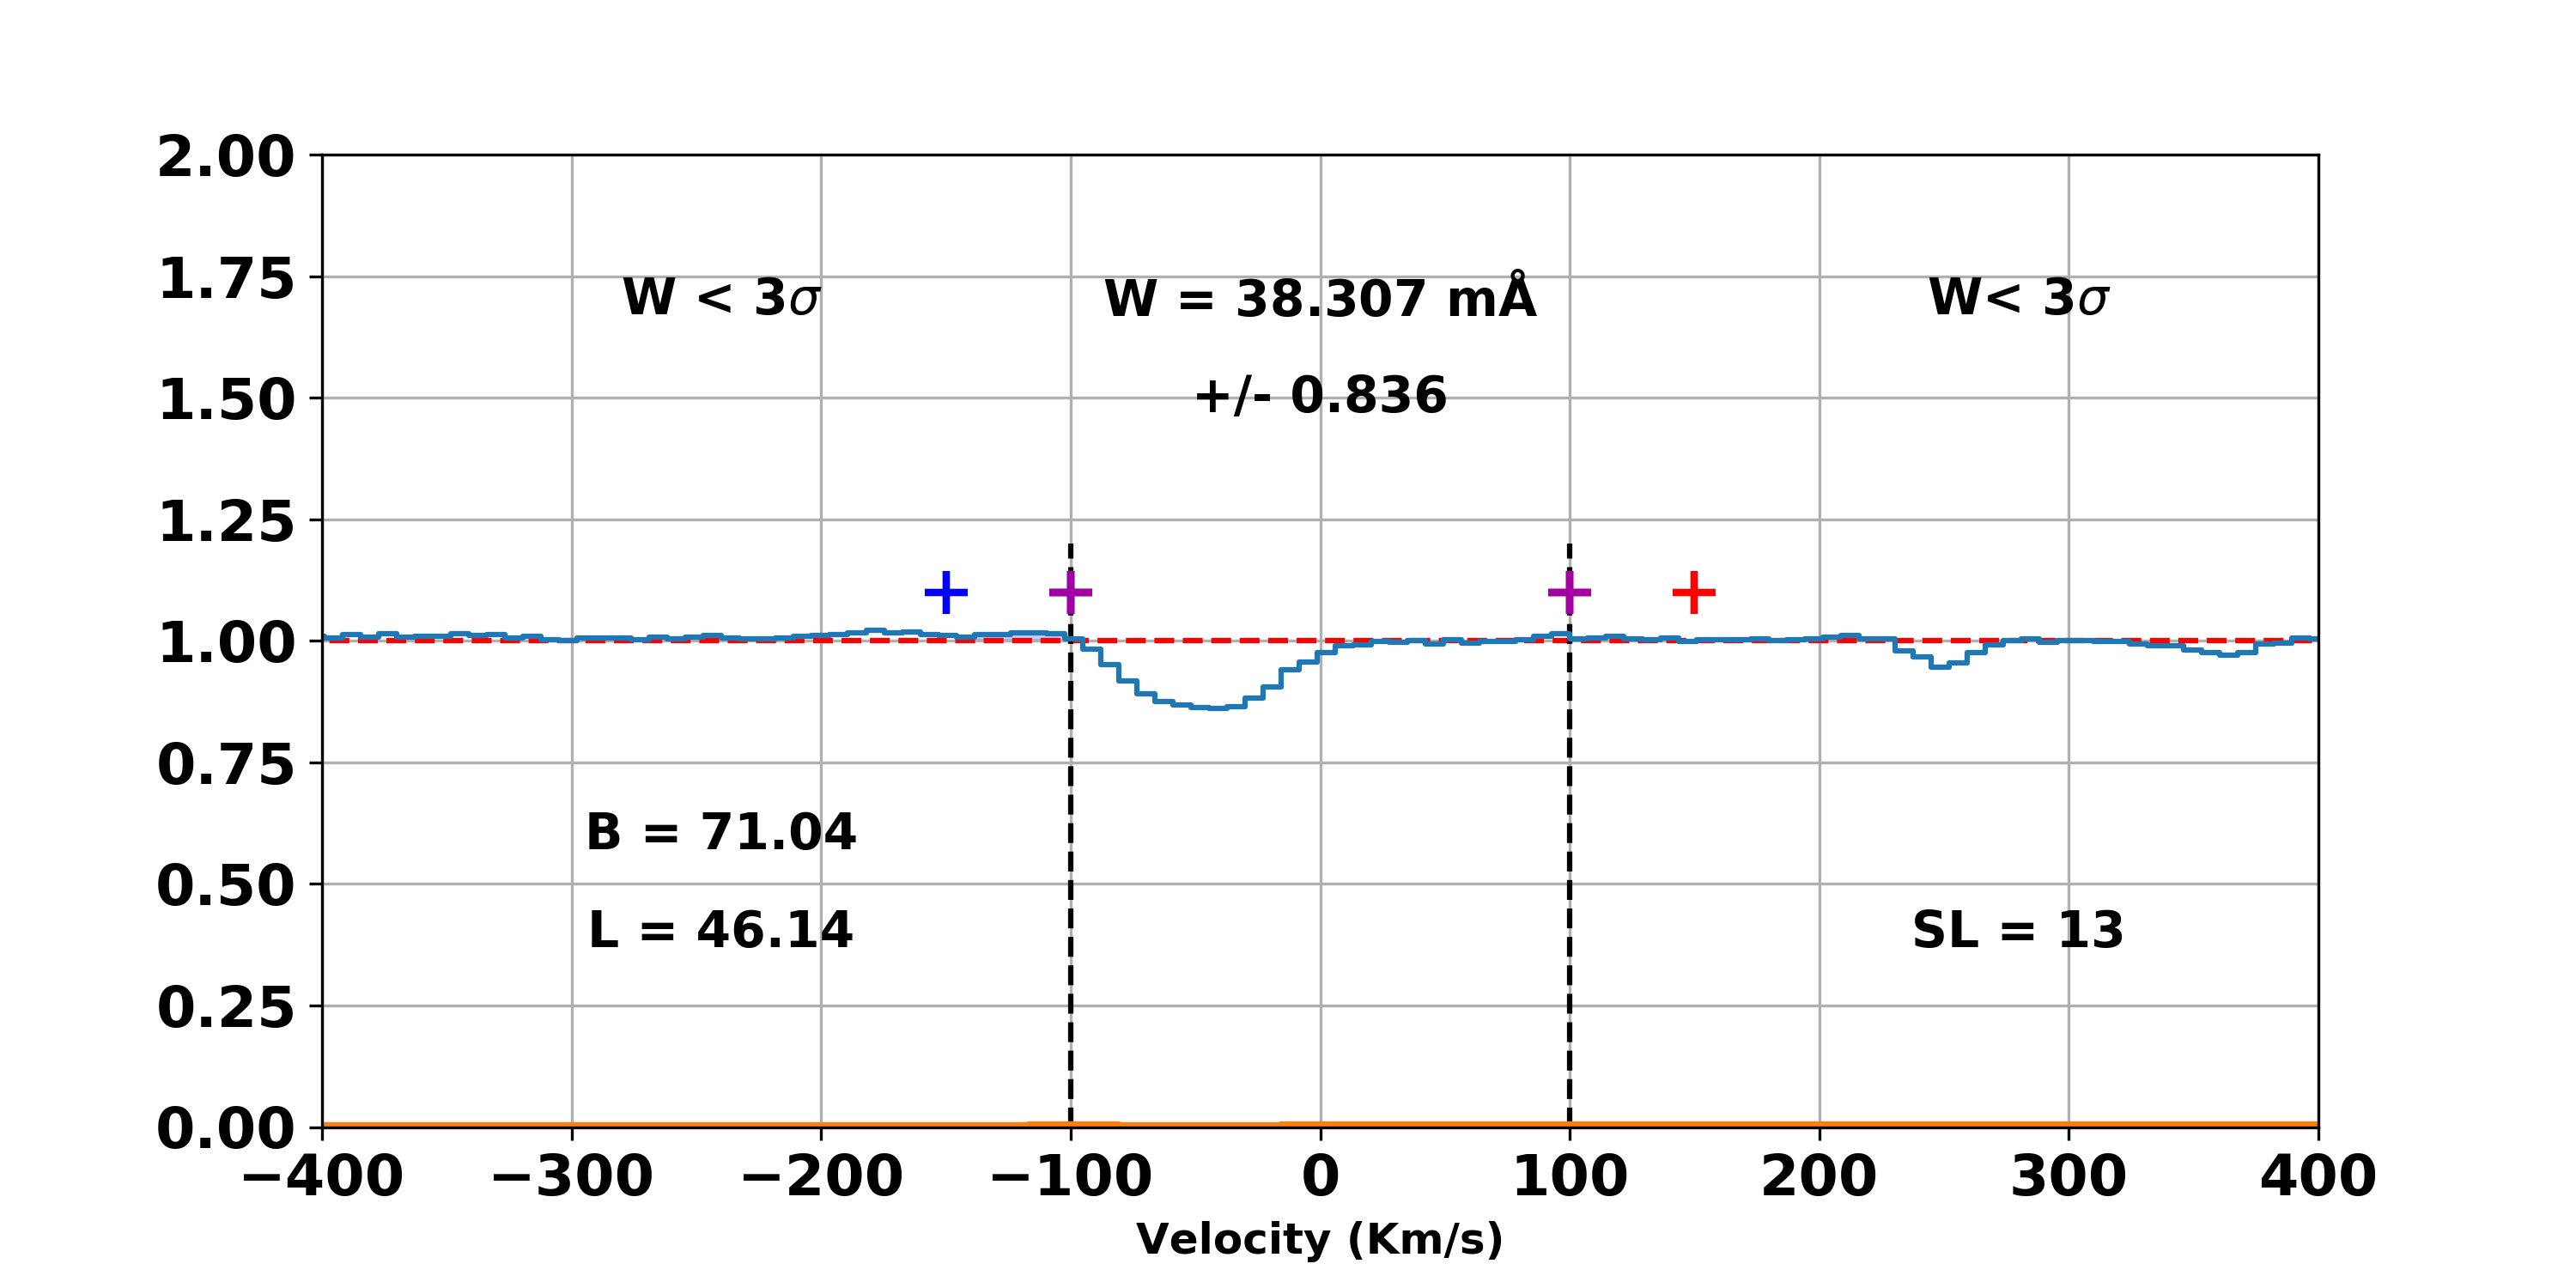 2.00
1.75
1.50
1.25
1.00
0.75
0.50
0.25
0.00
W < 3σ
W = 38.307 mÅ
+/- 0.836
W< 3σ
B = 71.04
L = 46.14
SL = 13
−400 −300 −200 −100 0 100 200 300 400
Velocity (Km/s)